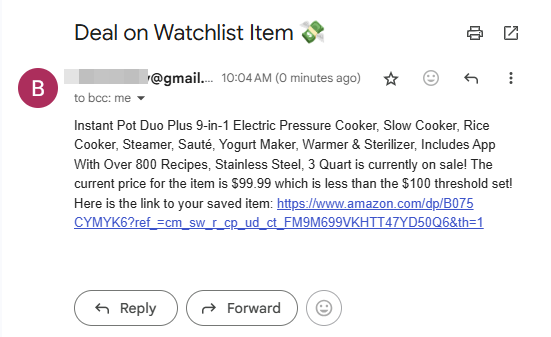 Deal on Watchlist Item 💸
B
y@gmail.... 10:04 AM (0 minutes ago)
to bcc: me
Instant Pot Duo Plus 9-in-1 Electric Pressure Cooker, Slow Cooker, Rice
Cooker, Steamer, Sauté, Yogurt Maker, Warmer & Sterilizer, Includes App
With Over 800 Recipes, Stainless Steel, 3 Quart is currently on sale! The
current price for the item is $99.99 which is less than the $100 threshold set!
Here is the link to your saved item: https://www.amazon.com/dp/B075
CYMYK6?ref_=cm_sw_r_cp_ud_ct_FM9M699VKHTT47YD50Q6&th=1
Reply
Forward